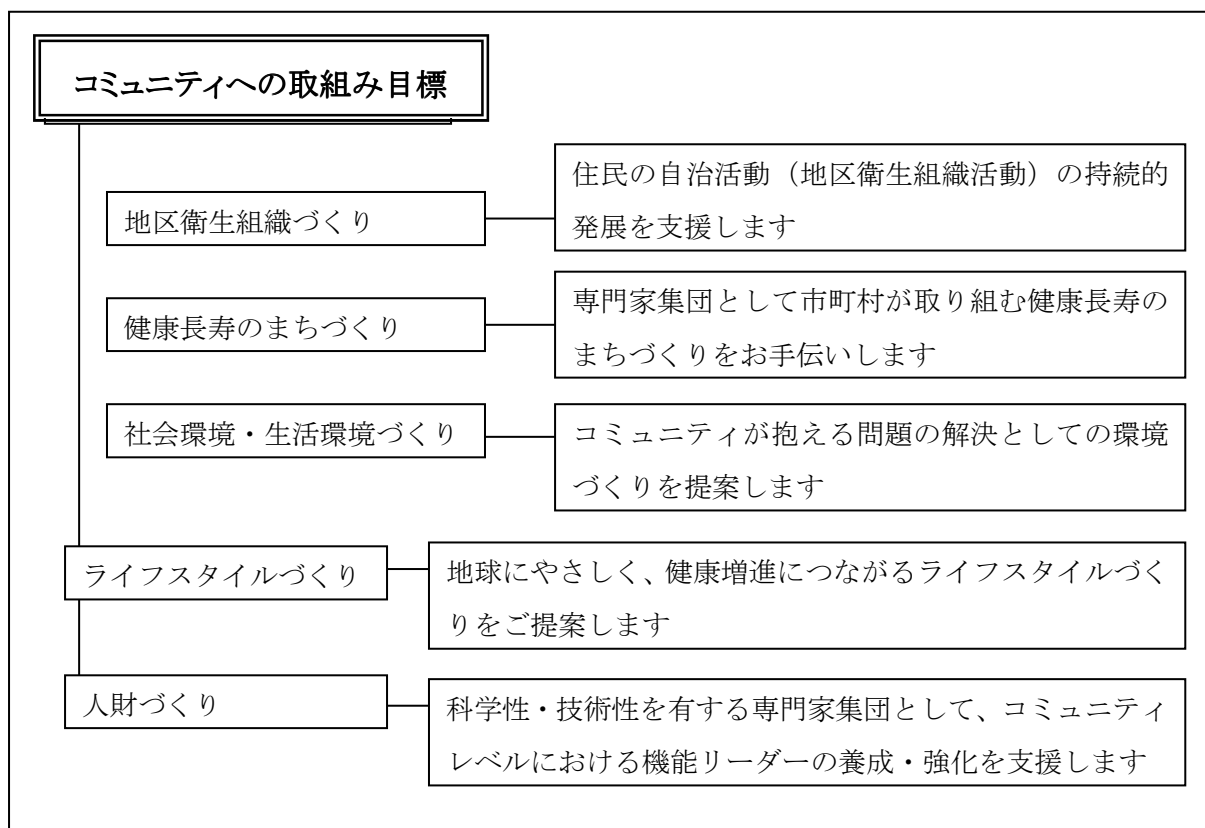 コミュニティへの取組み目標
地区衛生組織づくり
住民の自治活動（地区衛生組織活動）の持続的
発展を支援します
健康長寿のまちづくり
専門家集団として市町村が取り組む健康長寿の
まちづくりをお手伝いします
社会環境・生活環境づくり
コミュニティが抱える問題の解決としての環境
づくりを提案します
ライフスタイルづくり
地球にやさしく、健康増進につながるライフスタイルづく
りをご提案します
人財づくり
科学性・技術性を有する専門家集団として、コミュニティ
レベルにおける機能リーダーの養成・強化を支援します